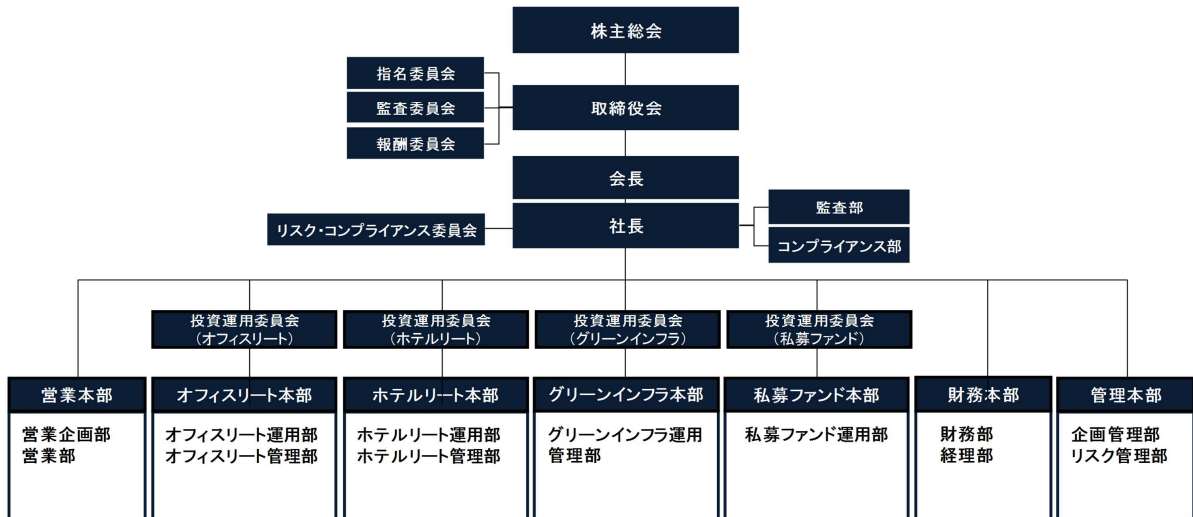 株主総会
指名委員会
監査委員会
報酬委員会
取締役会
会長
社長
リスク・コンプライアンス委員会
監査部
コンプライアンス部
投資運用委員会
（オフィスリート）
投資運用委員会
（ホテルリート）
投資運用委員会
（グリーンインフラ）
投資運用委員会
（私募ファンド）
営業本部
営業企画部
営業部
オフィスリート本部
オフィスリート運用部
オフィスリート管理部
ホテルリート本部
ホテルリート運用部
ホテルリート管理部
グリーンインフラ本部
グリーンインフラ運用
管理部
私募ファンド本部
私募ファンド運用部
財務本部
財務部
経理部
管理本部
企画管理部
リスク管理部